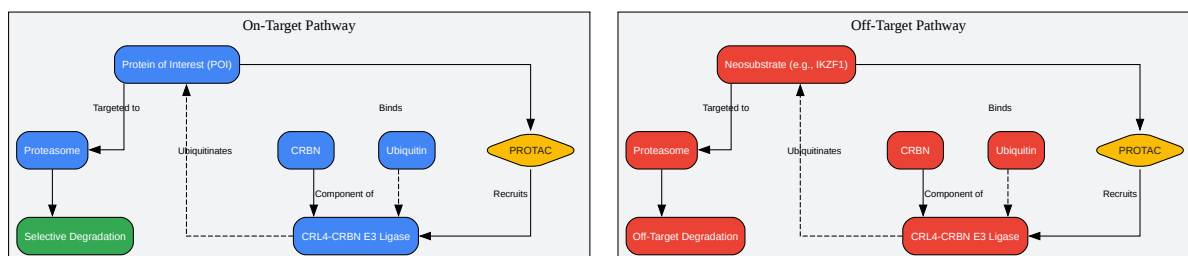 On-Target Pathway
Protein of Interest (POI)
Targeted to
Binds
Proteasome
Ubiquitinates
CRBN
Ubiquitin
PROTAC
Component of
Recruits
Selective Degradation
CRL4-CRBN E3 Ligase
Off-Target Pathway
Neosubstrate (e.g., IKZF1)
Targeted to
Binds
Proteasome
Ubiquitinates
CRBN
Ubiquitin
PROTAC
Component of
Recruits
Off-Target Degradation
CRL4-CRBN E3 Ligase